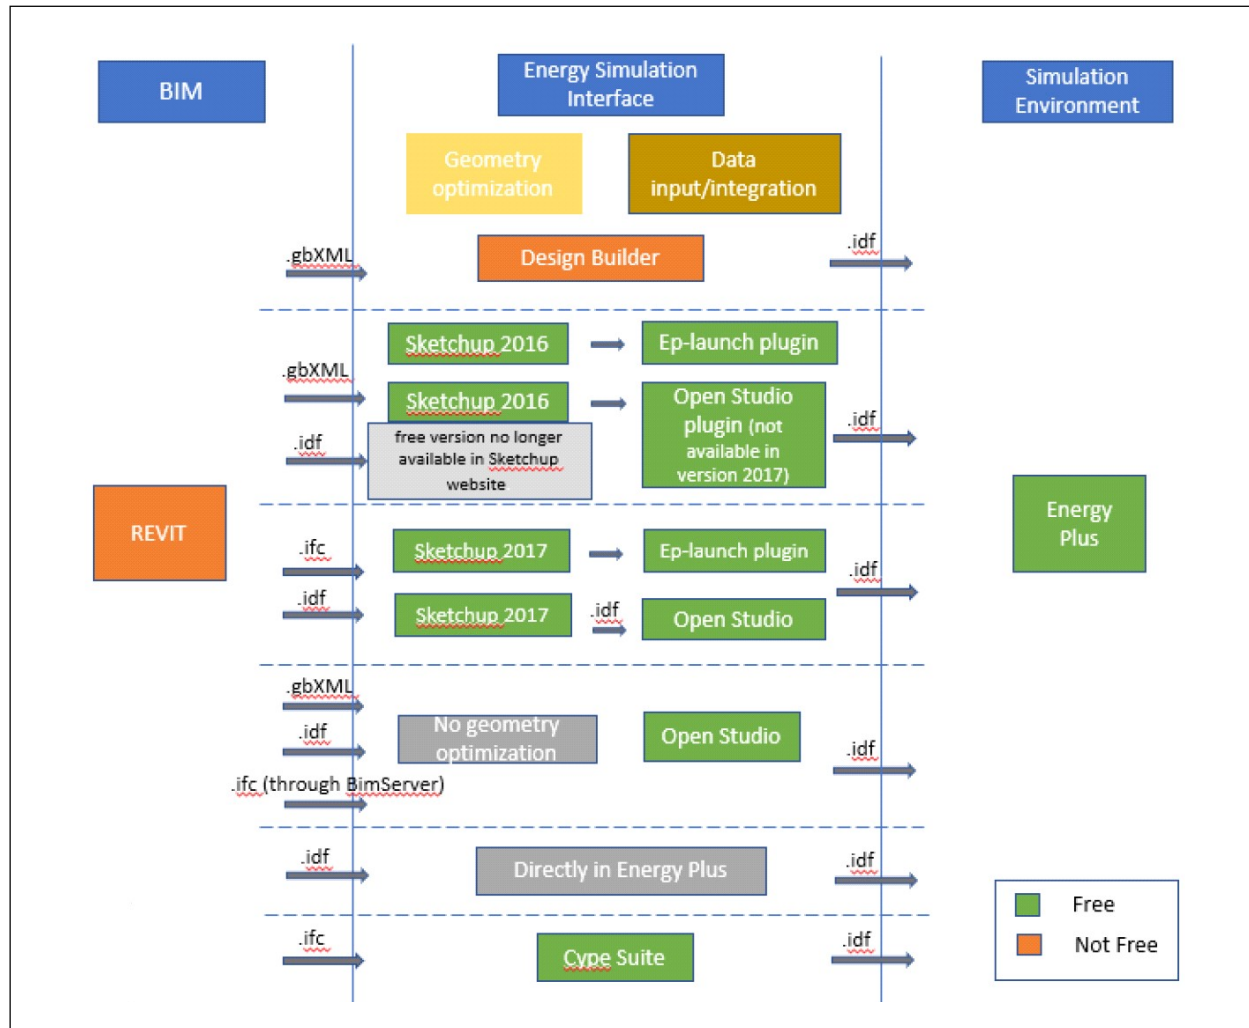 BIM
Energy Simulation
Interface
Simulation
Environment
Geometry
optimization
Data
input/integration
.gbXML
Design Builder
.idf
Sketchup 2016
Ep-launch plugin
.gbXML
Sketchup 2016
Open Studio
plugin (not
available in
version 2017)
.idf
.idf
free version no longer
available in Sketchup
website
REVIT
Energy
Plus
.ifc
Sketchup 2017
Ep-launch plugin
.idf
.idf
Sketchup 2017
.idf
Open Studio
.gbXML
.idf
No geometry
optimization
Open Studio
.idf
.ifc (through BimServer)
.idf
Directly in Energy Plus
.idf
.ifc
Cype Suite
.idf
Free
Not Free